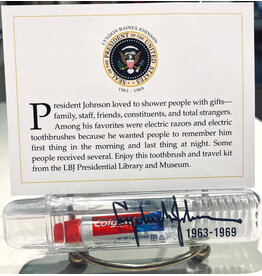 LYNDON BAINES JOHNSON
SEAL OF THE PRESIDENT OF THE UNITED STATES
1963 - 1969
President Johnson loved to shower people with gifts—
family, staff, friends, constituents, and total strangers.
Among his favorites were electric razors and electric
toothbrushes because he wanted people to remember him
first thing in the morning and last thing at night. Some
people received several. Enjoy this toothbrush and travel kit
from the LBJ Presidential Library and Museum.
Colgate
Lyndon B. Johnson
1963-1969